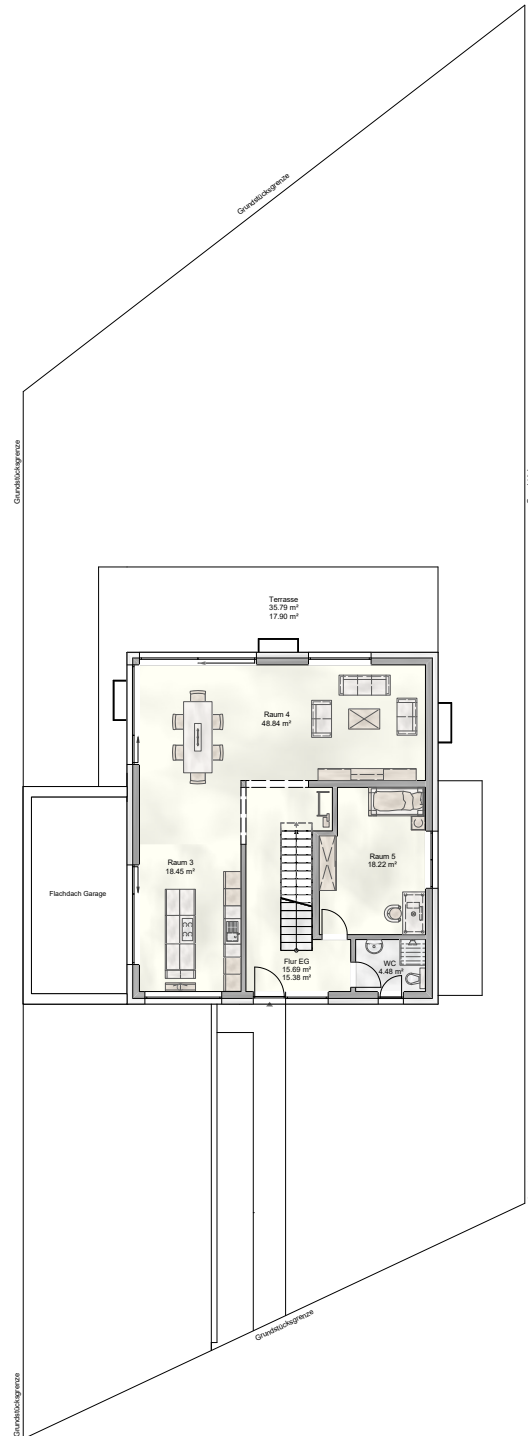 Grundstücksgrenze
Grundstücksgrenze
Terrasse
35.79 m²
17.90 m²
Raum 4
48.84 m²
Raum 3
18.45 m²
Raum 5
18.22 m²
Flachdach Garage
Flur EG
15.69 m²
15.38 m²
WC
4.48 m²
Grundstücksgrenze
Grundstücksgrenze